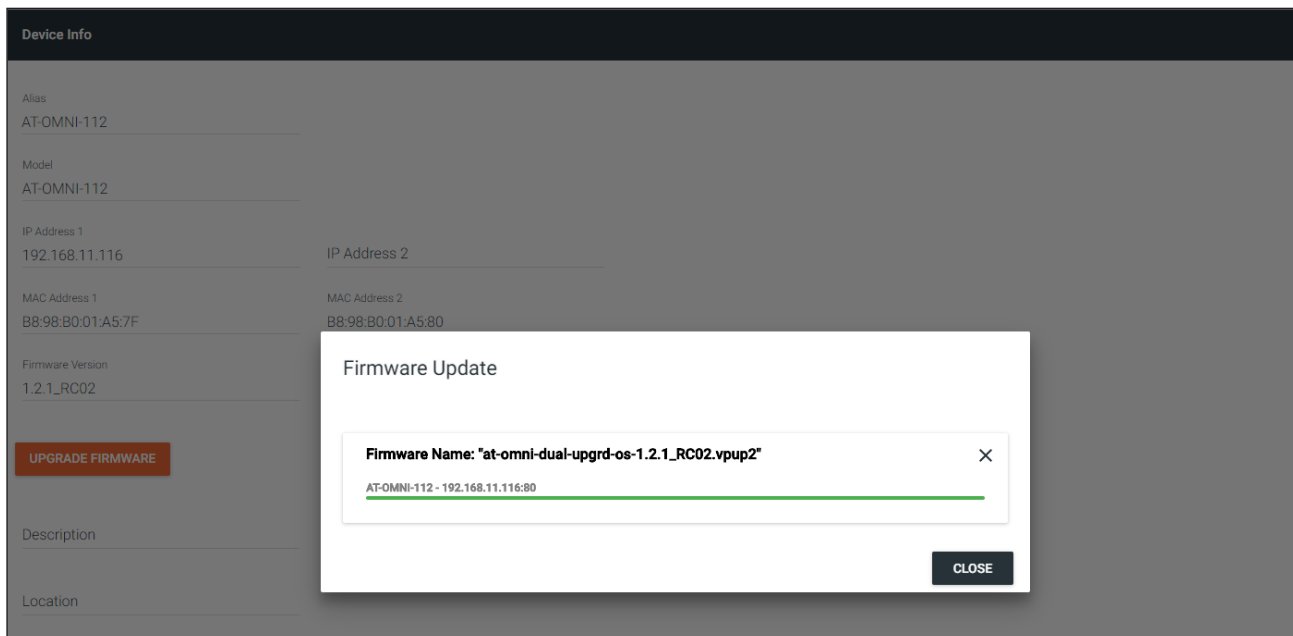 Device Info
Alias
AT-OMNI-112
Model
AT-OMNI-112
IP Address 1
192.168.11.116
IP Address 2
MAC Address 1
B8:98:B0:01:A5:7F
MAC Address 2
B8:98:B0:01:A5:80
Firmware Version
1.2.1_RC02
UPGRADE FIRMWARE
Description
Location
Firmware Update
Firmware Name: "at-omni-dual-upgrd-os-1.2.1_RC02.vpup2"
AT-OMNI-112 - 192.168.11.116:80
CLOSE